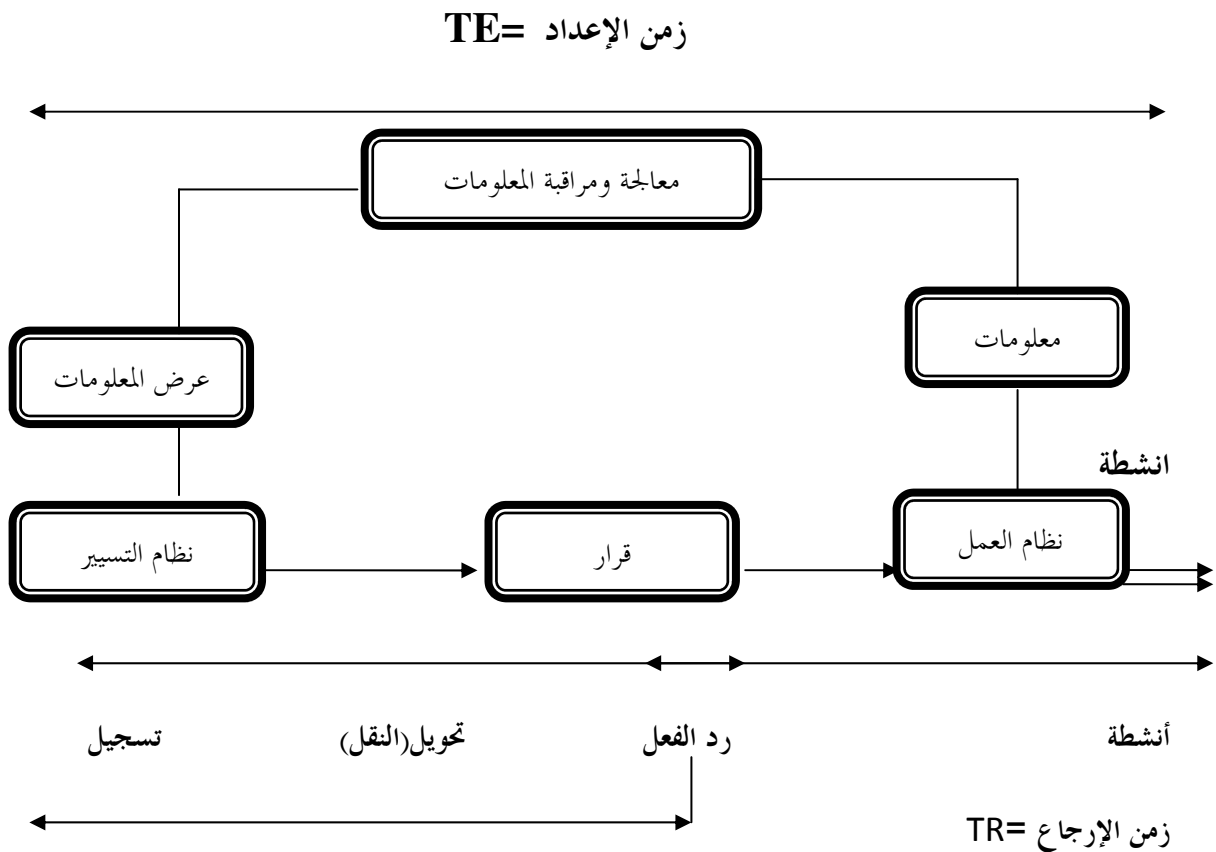 زمن الإعداد =TE
معالجة ومراقبة المعلومات
معلومات
عرض المعلومات
انشطة
نظام العمل
قرار
نظام التسيير
أنشطة
رد الفعل
تحويل(النقل)
تسجيل
زمن الإرجاع =TR